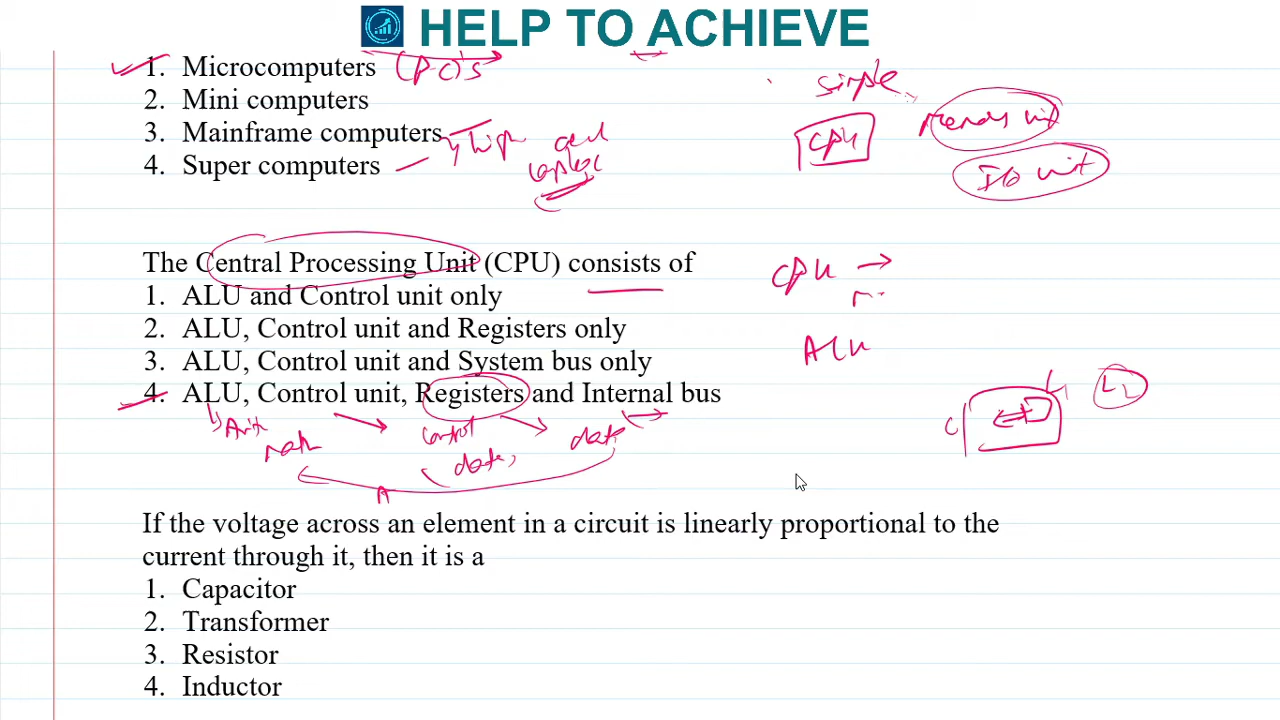 HELP TO ACHIEVE
1. Microcomputers (PC)'s
2. Mini computers
3. Mainframe computers high
4. Super computers
simple
CPU
I/O unit
The Central Processing Unit (CPU) consists of
1. ALU and Control unit only
2. ALU, Control unit and Registers only
3. ALU, Control unit and System bus only
4. ALU, Control unit, Registers and Internal bus
CPU
ALU
L2
control
data
data
If the voltage across an element in a circuit is linearly proportional to the
current through it, then it is a
1. Capacitor
2. Transformer
3. Resistor
4. Inductor